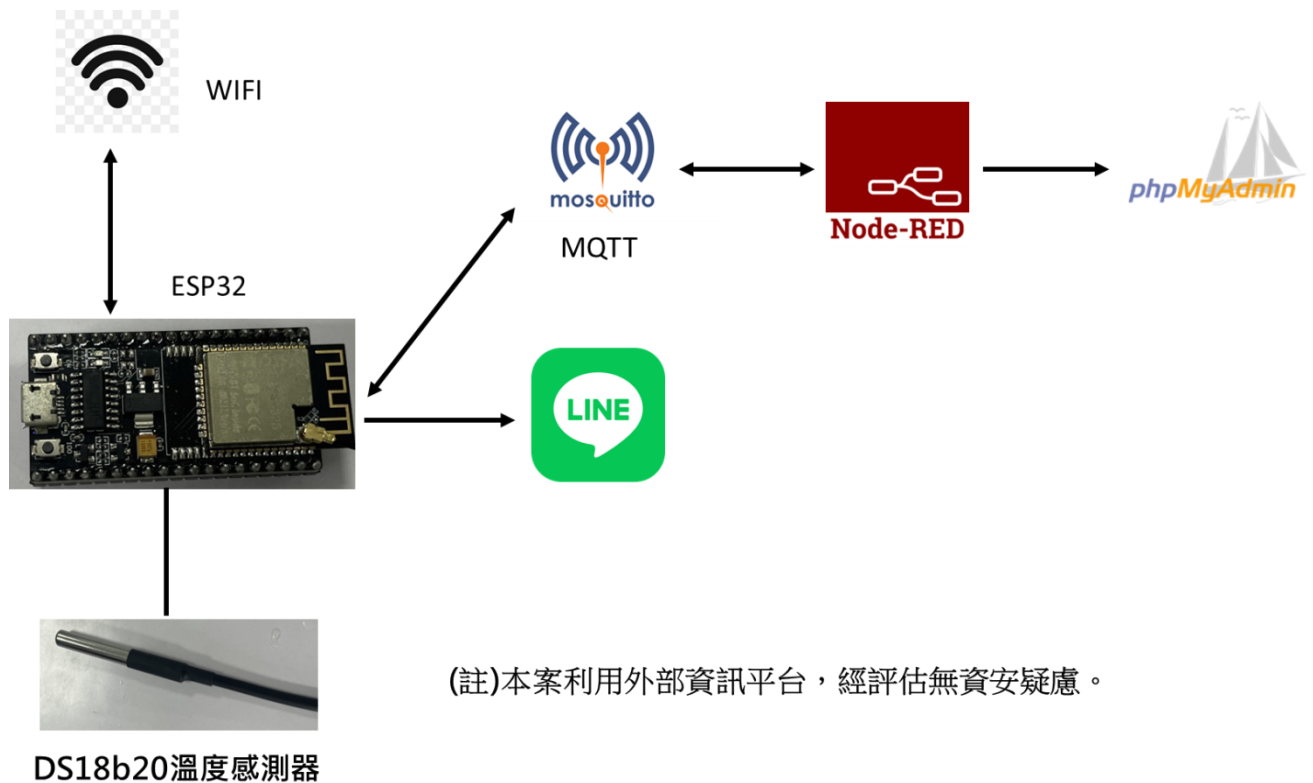 WIFI
mosquitto
MQTT
Node-RED
phpMyAdmin
ESP32
LINE
(註)本案利用外部資訊平台，經評估無資安疑慮。
DS18b20溫度感測器